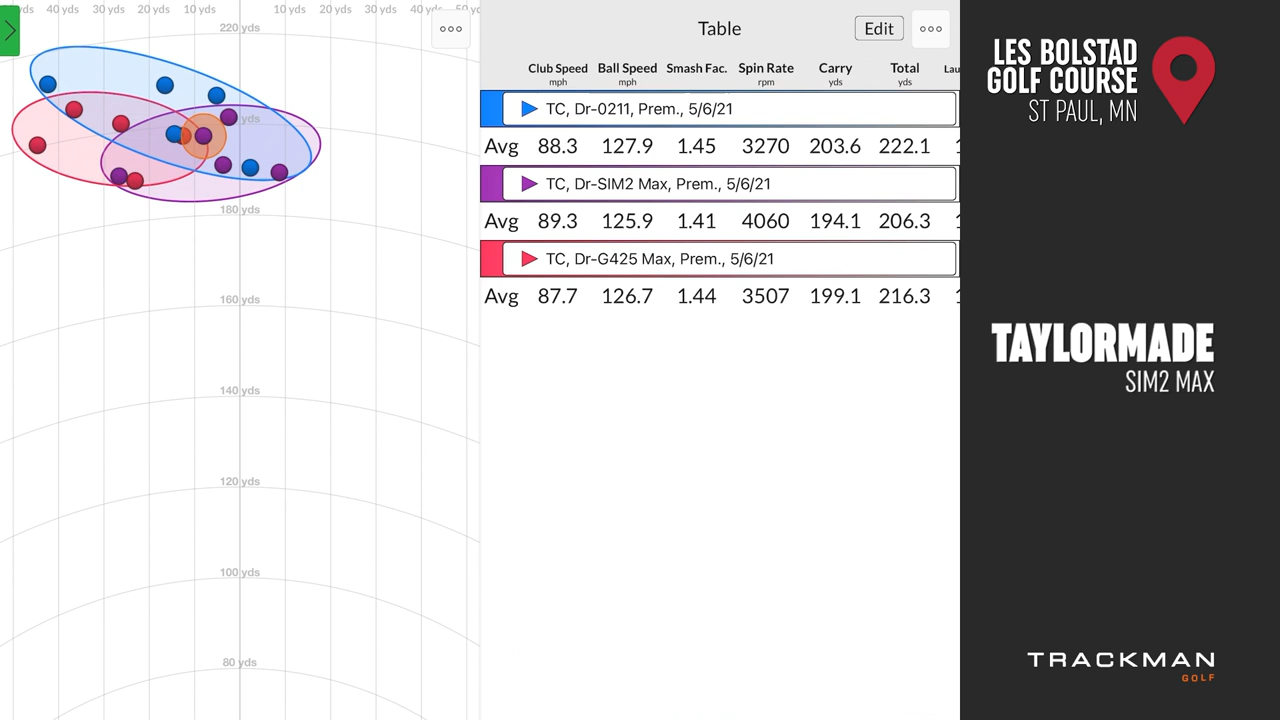 30 yds
20 yds
10 yds
10 yds
20 yds
30 yds
220 yds
180 yds
160 yds
140 yds
120 yds
100 yds
80 yds
Table
Edit
Club Speed Ball Speed Smash Fac. Spin Rate Carry Total
mph mph rpm yds yds
TC, Dr-0211, Prem., 5/6/21
Avg 88.3 127.9 1.45 3270 203.6 222.1
TC, Dr-SIM2 Max, Prem., 5/6/21
Avg 89.3 125.9 1.41 4060 194.1 206.3
TC, Dr-G425 Max, Prem., 5/6/21
Avg 87.7 126.7 1.44 3507 199.1 216.3
LES BOLSTAD
GOLF COURSE
ST PAUL, MN
TAYLORMADE
SIM2 MAX
TRACKMAN
GOLF